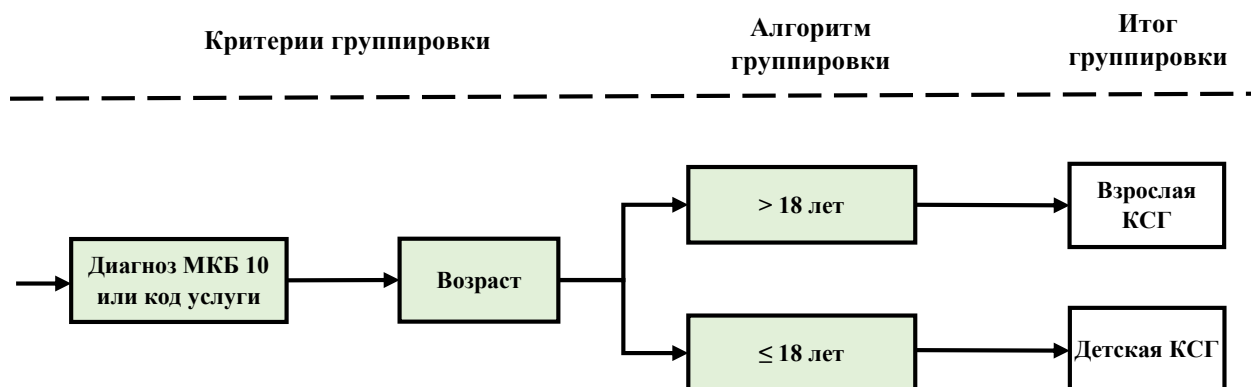 Критерии группировки
Алгоритм
группировки
Итог
группировки
Диагноз МКБ 10
или код услуги
Возраст
> 18 лет
Взрослая
КСГ
≤ 18 лет
Детская КСГ